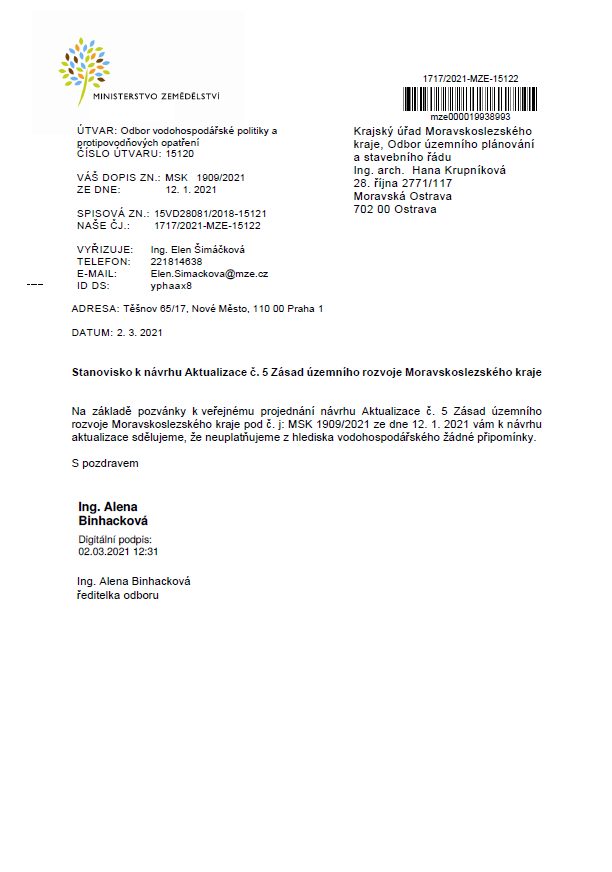 MINISTERSTVO ZEMĚDĚLSTVÍ
1717/2021-MZE-15122
mze000019938993
ÚTVAR: Odbor vodohospodářské politiky a
protipovodňových opatření
ČÍSLO ÚTVARU: 15120
VÁŠ DOPIS ZN.: MSK 1909/2021
ZE DNE: 12. 1. 2021
SPISOVÁ ZN.: 15VD28081/2018-15121
NAŠE ČJ.: 1717/2021-MZE-15122
VYŘIZUJE: Ing. Elen Šimáčková
TELEFON: 221814638
E-MAIL: Elen.Simackova@mze.cz
ID DS: yphaax8
ADRESA: Těšnov 65/17, Nové Město, 110 00 Praha 1
DATUM: 2. 3. 2021
Krajský úřad Moravskoslezského
kraje, Odbor územního plánování
a stavebního řádu
Ing. arch. Hana Krupníková
28. října 2771/117
Moravská Ostrava
702 00 Ostrava
Stanovisko k návrhu Aktualizace č. 5 Zásad územního rozvoje Moravskoslezského kraje
Na základě pozvánky k veřejnému projednání návrhu Aktualizace č. 5 Zásad územního
rozvoje Moravskoslezského kraje pod č. j: MSK 1909/2021 ze dne 12. 1. 2021 vám k návrhu
aktualizace sdělujeme, že neuplatňujeme z hlediska vodohospodářského žádné připomínky.
S pozdravem
Ing. Alena
Binhacková
Digitální podpis:
02.03.2021 12:31
Ing. Alena Binhacková
ředitelka odboru